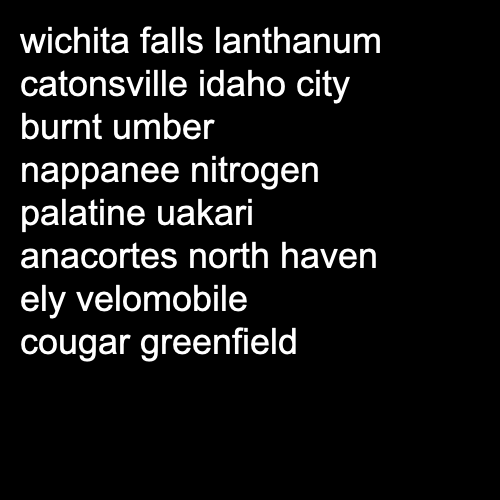 wichita falls lanthanum
catonsville idaho city
burnt umber
nappanee nitrogen
palatine uakari
anacortes north haven
ely velomobile
cougar greenfield